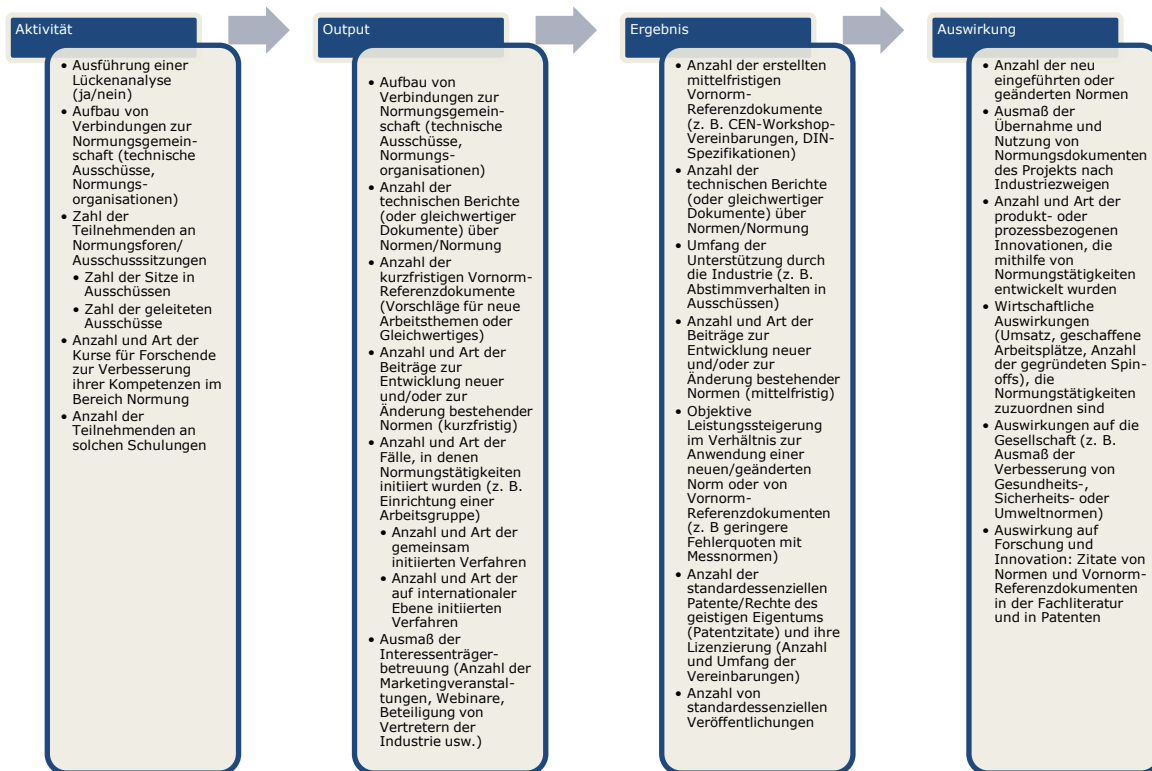 Aktivität
• Ausführung einer
Lückenanalyse
(ja/nein)
• Aufbau von
Verbindungen zur
Normungsgemein-
schaft (technische
Ausschüsse,
Normungs-
organisationen)
• Zahl der
Teilnehmenden an
Normungsforen/
Ausschusssitzungen
• Zahl der Sitze in
Ausschüssen
• Zahl der geleiteten
Ausschüsse
• Anzahl und Art der
Kurse für Forschende
zur Verbesserung
ihrer Kompetenzen im
Bereich Normung
• Anzahl der
Teilnehmenden an
solchen Schulungen
Output
• Aufbau von
Verbindungen zur
Normungsgemein-
schaft (technische
Ausschüsse,
Normungs-
organisationen)
• Anzahl der
technischen Berichte
(oder gleichwertiger
Dokumente) über
Normen/Normung
• Anzahl der
kurzfristigen Vornorm-
Referenzdokumente
(Vorschläge für neue
Arbeitsthemen oder
Gleichwertiges)
• Anzahl und Art der
Beiträge zur
Entwicklung neuer
und/oder zur
Änderung bestehender
Normen (kurzfristig)
• Anzahl und Art der
Fälle, in denen
Normungstätigkeiten
initiiert wurden (z. B.
Einrichtung einer
Arbeitsgruppe)
• Anzahl und Art der
gemeinsam
initiierten Verfahren
• Anzahl und Art der
auf internationaler
Ebene initiierten
Verfahren
• Ausmaß der
Interessenträger-
betreuung (Anzahl der
Marketingveranstal-
tungen, Webinare,
Beteiligung von
Vertretern der
Industrie usw.)
Ergebnis
• Anzahl der erstellten
mittelfristigen
Vornorm-
Referenzdokumente
(z. B. CEN-Workshop-
Vereinbarungen, DIN-
Spezifikationen)
• Anzahl der
technischen Berichte
(oder gleichwertiger
Dokumente) über
Normen/Normung
• Umfang der
Unterstützung durch
die Industrie (z. B.
Abstimmverhalten in
Ausschüssen)
• Anzahl und Art der
Beiträge zur
Entwicklung neuer
und/oder zur
Änderung bestehender
Normen (mittelfristig)
• Objektive
Leistungssteigerung
im Verhältnis zur
Anwendung einer
neuen/geänderten
Norm oder von
Vornorm-
Referenzdokumenten
(z. B geringere
Fehlerquoten mit
Messnormen)
• Anzahl der
standardessenziellen
Patente/Rechte des
geistigen Eigentums
(Patentzitate) und ihre
Lizenzierung (Anzahl
und Umfang der
Vereinbarungen)
• Anzahl von
standardessenziellen
Veröffentlichungen
Auswirkung
• Anzahl der neu
eingeführten oder
geänderten Normen
• Ausmaß der
Übernahme und
Nutzung von
Normungsdokumenten
des Projekts nach
Industriezweigen
• Anzahl und Art der
produkt- oder
prozessbezogenen
Innovationen, die
mithilfe von
Normungstätigkeiten
entwickelt wurden
• Wirtschaftliche
Auswirkungen
(Umsatz, geschaffene
Arbeitsplätze, Anzahl
der gegründeten Spin-
offs), die
Normungstätigkeiten
zuzuordnen sind
• Auswirkungen auf die
Gesellschaft (z. B.
Ausmaß der
Verbesserung von
Gesundheits-,
Sicherheits- oder
Umweltnormen)
• Auswirkung auf
Forschung und
Innovation: Zitate von
Normen und Vornorm-
Referenzdokumenten
in der Fachliteratur
und in Patenten